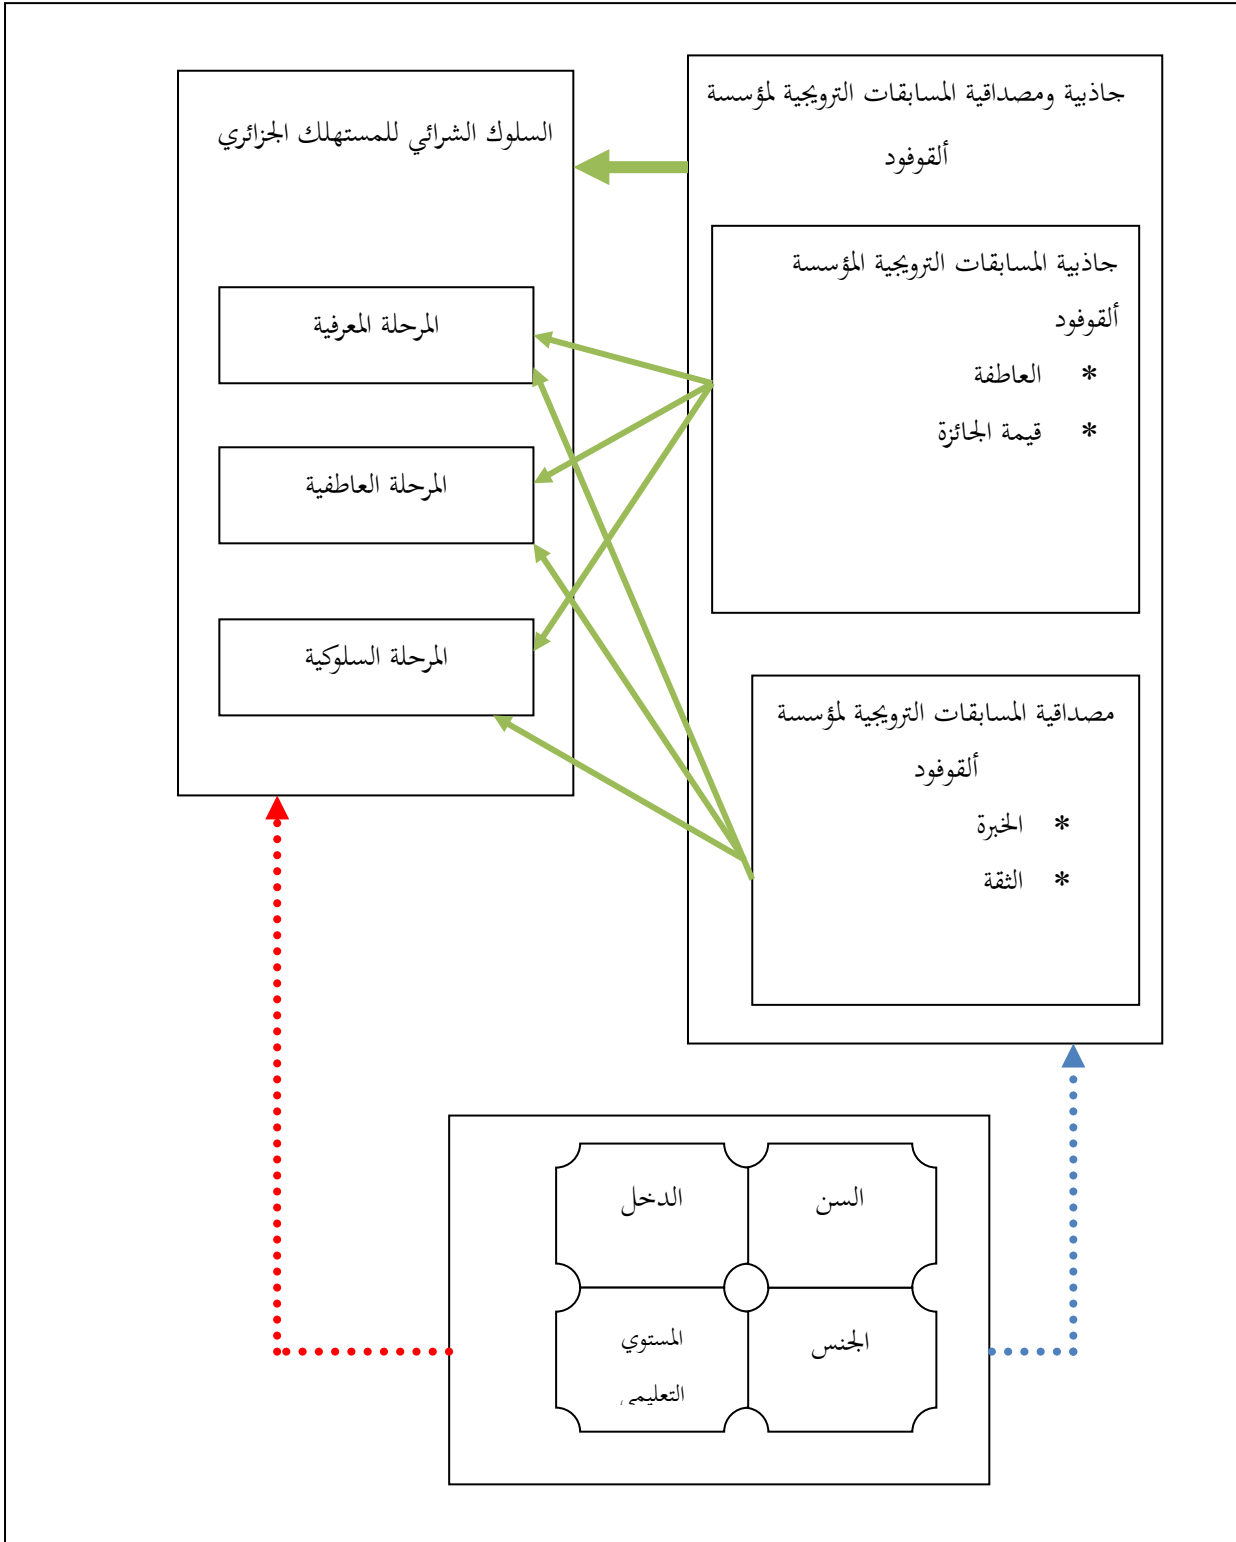 جاذبية ومصداقية المسابقات الترويجية لمؤسسة
ألقوفود
جاذبية المسابقات الترويجية المؤسسة
ألقوفود
* العاطفة
* قيمة الجائزة
مصداقية المسابقات الترويجية لمؤسسة
ألقوفود
* الخبرة
* الثقة
السلوك الشرائي للمستهلك الجزائري
المرحلة المعرفية
المرحلة العاطفية
المرحلة السلوكية
السن
الدخل
الجنس
المستوي
التعليمي